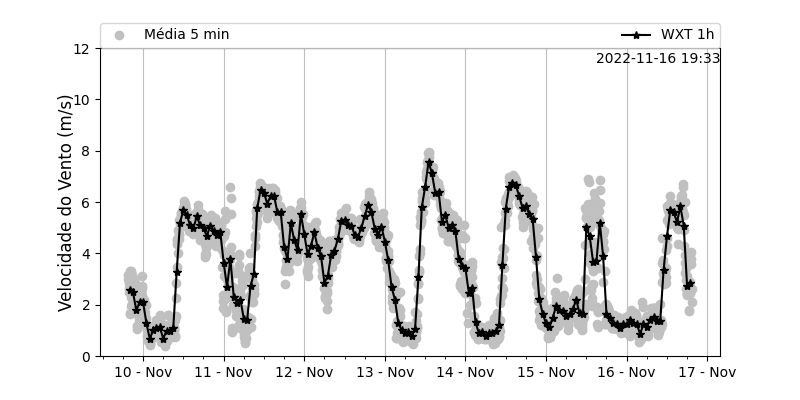 Média 5 min WXT 1h
2022-11-16 19:33
Velocidade do Vento (m/s)
12
10
8
6
4
2
0
10 - Nov 11 - Nov 12 - Nov 13 - Nov 14 - Nov 15 - Nov 16 - Nov 17 - Nov